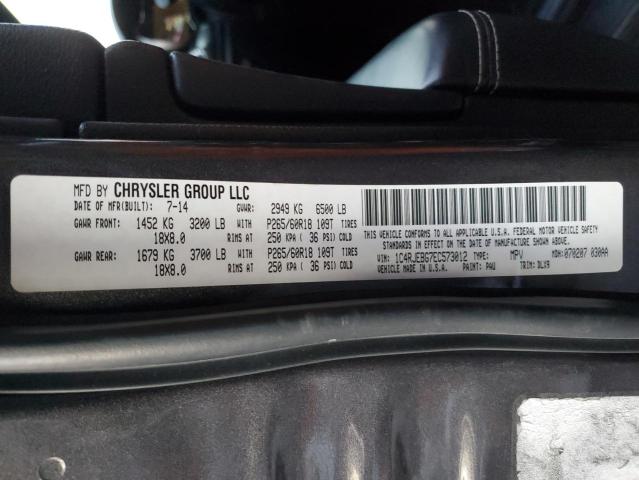 MFD BY CHRYSLER GROUP LLC
DATE OF MFR(BUILT): 7-14 GVWR: 2949 KG 6500 LB
GAWR FRONT: 1452 KG 3200 LB WITH P265/60R18 109T TIRES
18X8.0 RIMS AT 250 KPA ( 36 PSI) COLD
GAWR REAR: 1679 KG 3700 LB WITH P265/60R18 109T TIRES
18X8.0 RIMS AT 250 KPA ( 36 PSI) COLD
THIS VEHICLE CONFORMS TO ALL APPLICABLE U.S.A. FEDERAL MOTOR VEHICLE SAFETY
STANDARDS IN EFFECT IN U.S.A. ON THE DATE OF MANUFACTURE SHOWN ABOVE.
VIN: 1C4RJEBG7EC573012 TYPE: MPV MDH: 070207 030AA
PAINT: PAU TRIM: DLX9